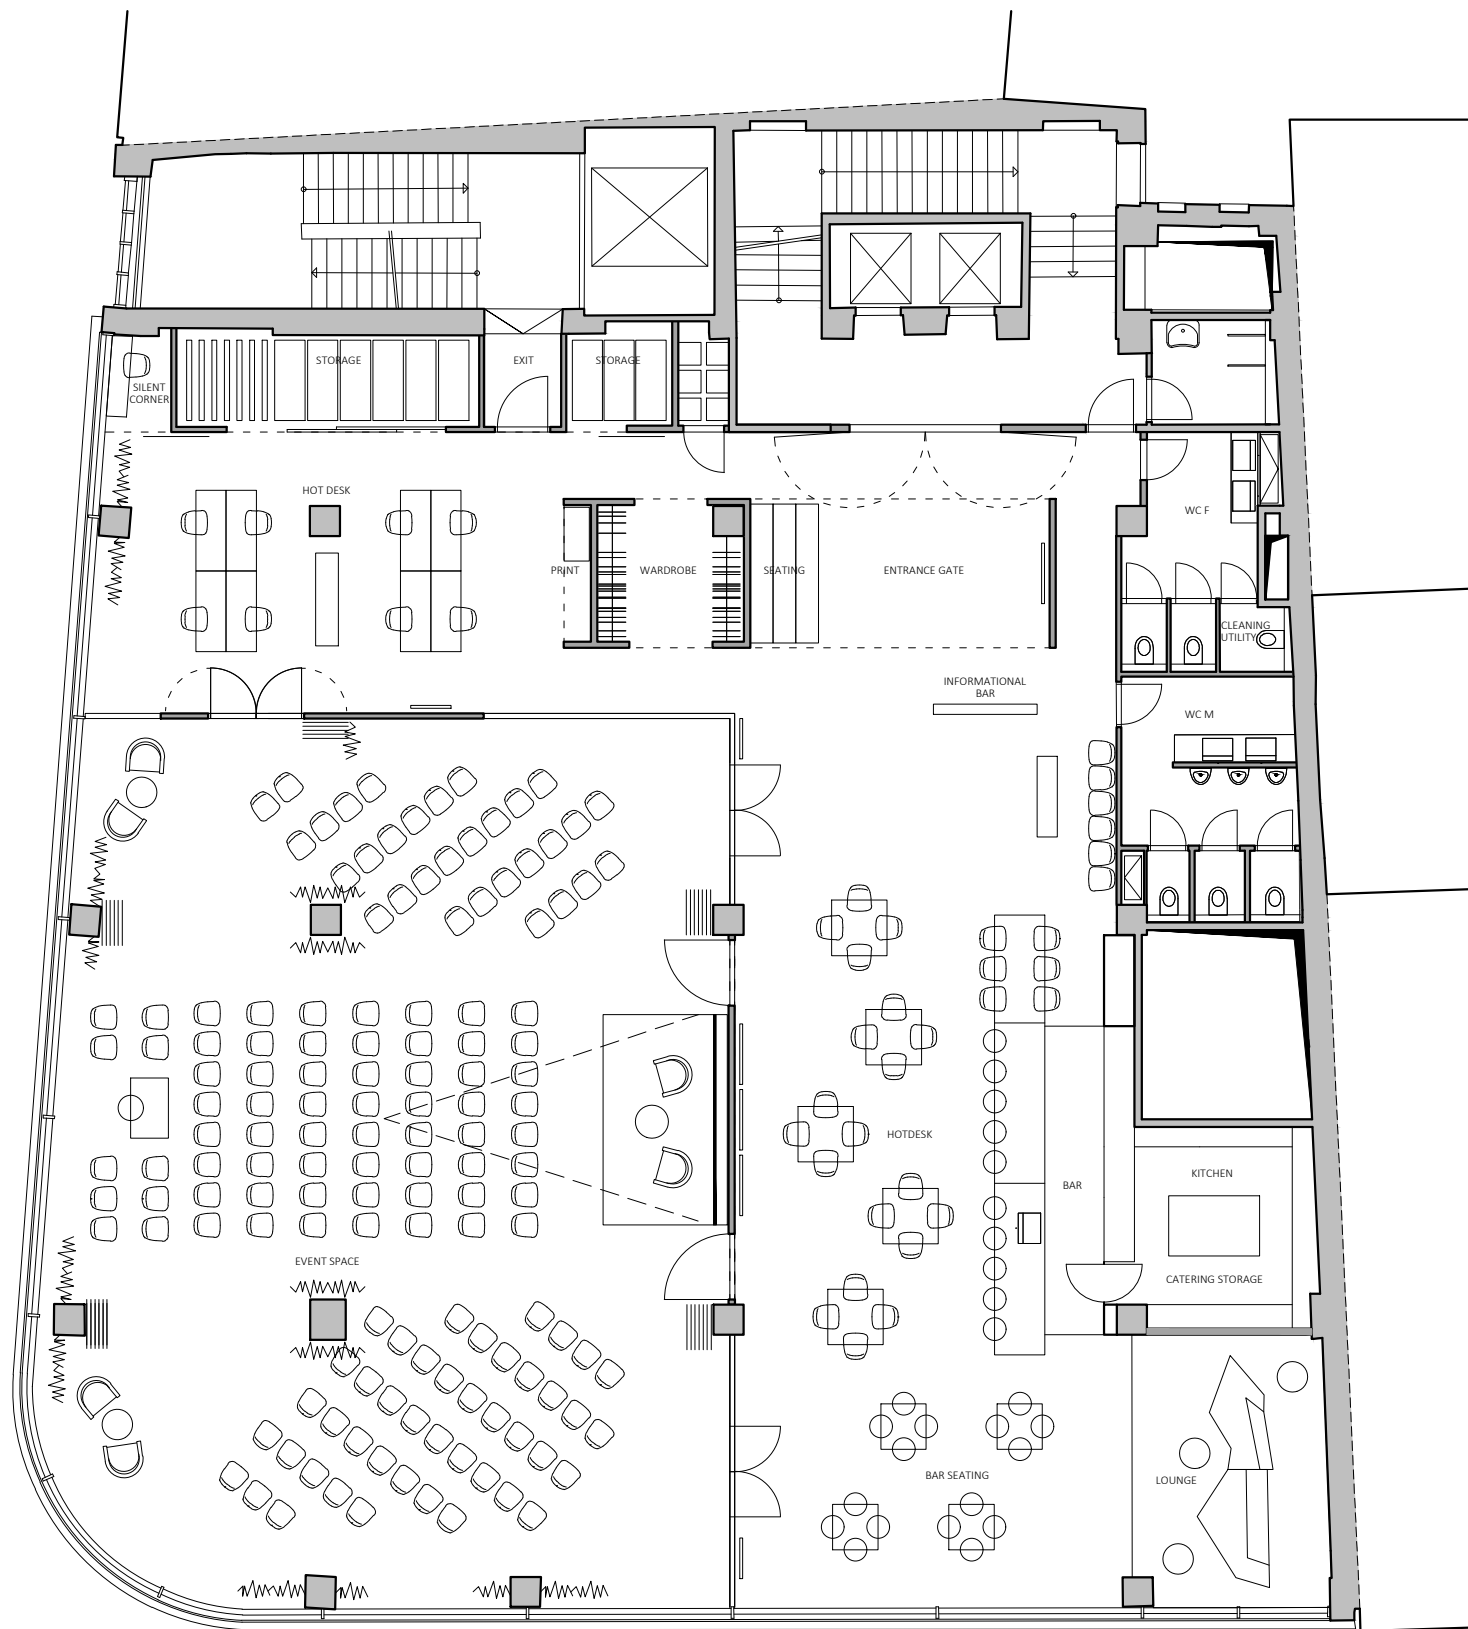 STORAGE
EXIT
STORAGE
SILENT
CORNER
HOT DESK
WC F
PRINT
WARDROBE
SEATING
ENTRANCE GATE
CLEANING
UTILITY
INFORMATIONAL
BAR
WC M
HOTDESK
KITCHEN
BAR
EVENT SPACE
CATERING STORAGE
BAR SEATING
LOUNGE